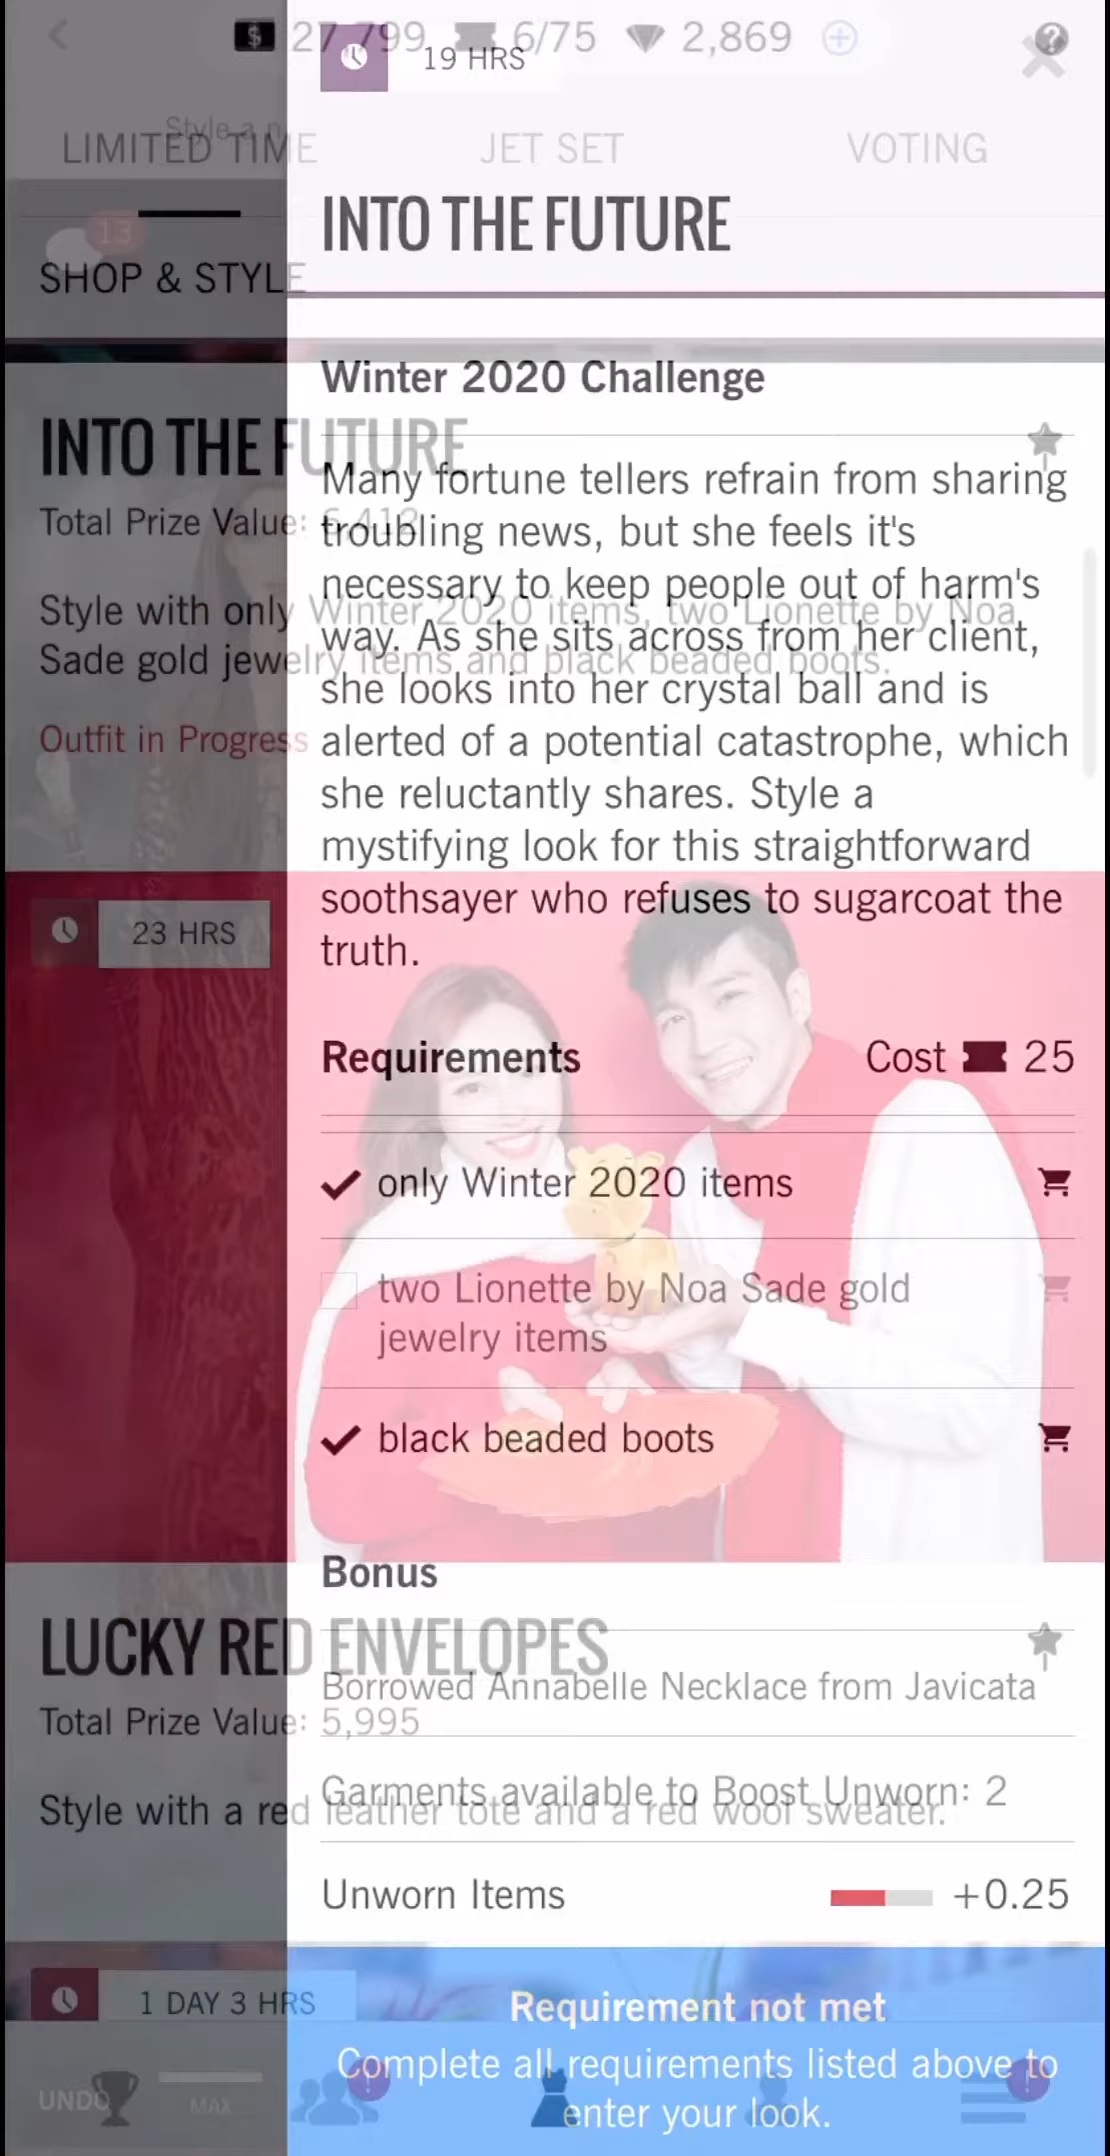 27,799 6/75 2,869
19 HRS
Style a n
LIMITED TIME JET SET VOTING
INTO THE FUTURE
13
SHOP & STYLE
Winter 2020 Challenge
INTO THE FUTURE
Many fortune tellers refrain from sharing
Total Prize Value:
troubling news, but she feels it's
necessary to keep people out of harm's
Style with only Winter 2020 items, two Lionette by Noa
way. As she sits across from her client,
Sade gold jewelry items and black beaded boots.
she looks into her crystal ball and is
Outfit in Progress
alerted of a potential catastrophe, which
she reluctantly shares. Style a
mystifying look for this straightforward
soothsayer who refuses to sugarcoat the
23 HRS
truth.
Requirements Cost 25
only Winter 2020 items
two Lionette by Noa Sade gold
jewelry items
black beaded boots
Bonus
LUCKY RED ENVELOPES
Borrowed Annabelle Necklace from Javicata
Total Prize Value: 5,995
Garments available to Boost Unworn: 2
Style with a red leather tote and a red wool sweater.
Unworn Items +0.25
1 DAY 3 HRS
Requirement not met
Complete all requirements listed above to
UNDO MAX
enter your look.